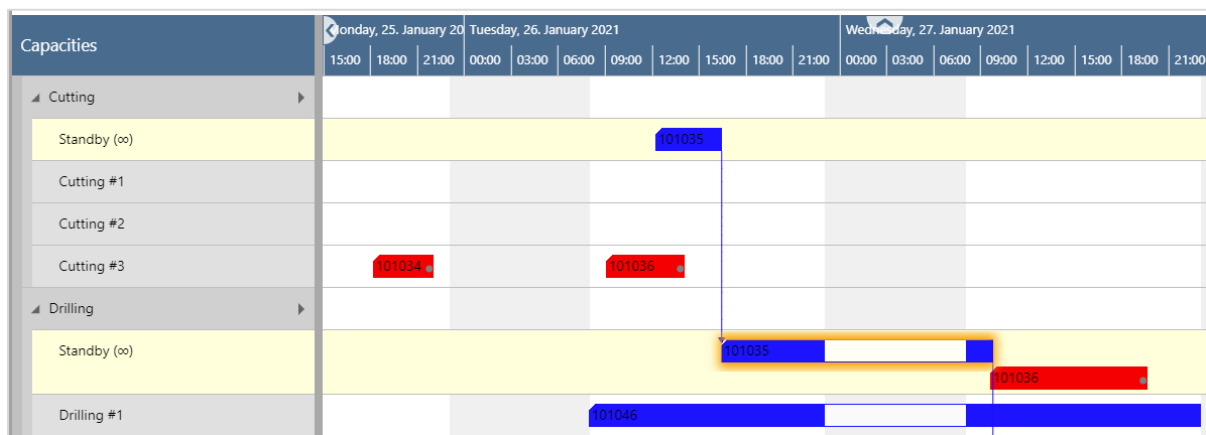 Capacities
onday, 25. January 20 Tuesday, 26. January 2021 Wednesday, 27. January 2021
15:00 18:00 21:00 00:00 03:00 06:00 09:00 12:00 15:00 18:00 21:00 00:00 03:00 06:00 09:00 12:00 15:00 18:00 21:00
Cutting
Standby (∞) 101035
Cutting #1
Cutting #2
Cutting #3 101034 101036
Drilling
Standby (∞) 101035
101036
Drilling #1 101046